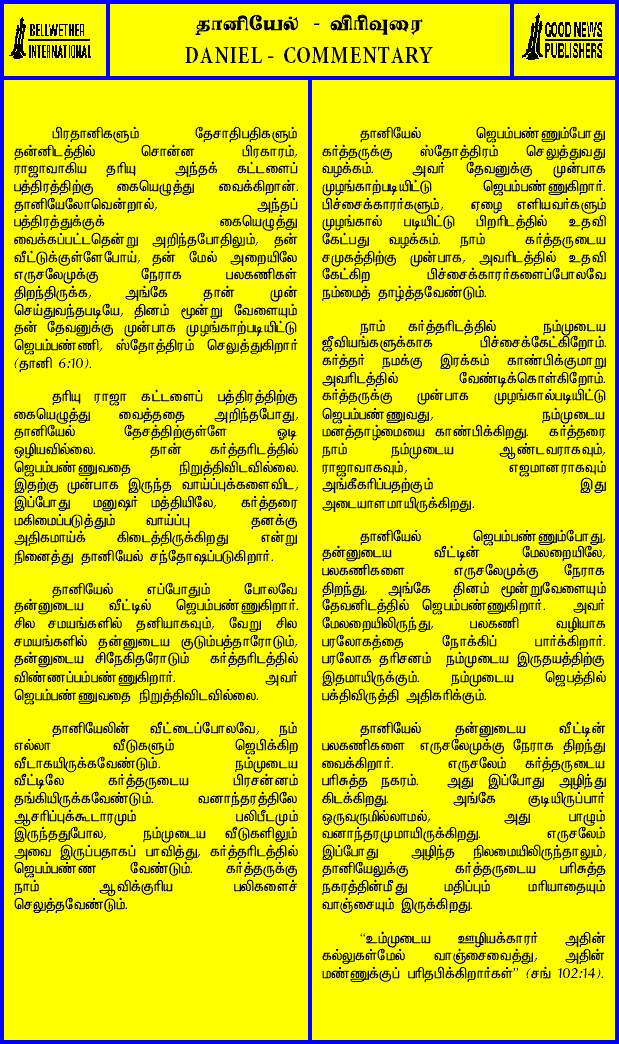 BELLWETHER
INTERNATIONAL
தானியேல் - விரிவுரை
DANIEL - COMMENTARY
GOOD NEWS
PUBLISHERS
பிரதானிகளும் தேசாதிபதிகளும்
தன்னிடத்தில் சொன்ன பிரகாரம்,
ராஜாவாகிய தரியு அந்தக் கட்டளைப்
பத்திரத்திற்கு கையெழுத்து வைக்கிறான்.
தானியேலோவென்றால், அந்தப்
பத்திரத்துக்குக் கையெழுத்து
வைக்கப்பட்டதென்று அறிந்தபோதிலும், தன்
வீட்டுக்குள்ளேபோய், தன் மேல் அறையிலே
எருசலேமுக்கு நேராக பலகணிகள்
திறந்திருக்க, அங்கே தான் முன்
செய்துவந்தபடியே, தினம் மூன்று வேளையும்
தன் தேவனுக்கு முன்பாக முழங்காற்படியிட்டு
ஜெபம்பண்ணி, ஸ்தோத்திரம் செலுத்துகிறார்
(தானி 6:10).
தரியு ராஜா கட்டளைப் பத்திரத்திற்கு
கையெழுத்து வைத்ததை அறிந்தபோது,
தானியேல் தேசத்திற்குள்ளே ஓடி
ஒழியவில்லை. தான் கர்த்தரிடத்தில்
ஜெபம்பண்ணுவதை நிறுத்திவிடவில்லை.
இதற்கு முன்பாக இருந்த வாய்ப்புக்களைவிட,
இப்போது மனுஷர் மத்தியிலே, கர்த்தரை
மகிமைப்படுத்தும் வாய்ப்பு தனக்கு
அதிகமாய்க் கிடைத்திருக்கிறது என்று
நினைத்து தானியேல் சந்தோஷப்படுகிறார்.
தானியேல் எப்போதும் போலவே
தன்னுடைய வீட்டில் ஜெபம்பண்ணுகிறார்.
சில சமயங்களில் தனியாகவும், வேறு சில
சமயங்களில் தன்னுடைய குடும்பத்தாரோடும்,
தன்னுடைய சிநேகிதரோடும் கர்த்தரிடத்தில்
விண்ணப்பம்பண்ணுகிறார். அவர்
ஜெபம்பண்ணுவதை நிறுத்திவிடவில்லை.
தானியேலின் வீட்டைப்போலவே, நம்
எல்லா வீடுகளும் ஜெபிக்கிற
வீடாகயிருக்கவேண்டும். நம்முடைய
வீட்டிலே கர்த்தருடைய பிரசன்னம்
தங்கியிருக்கவேண்டும். வனாந்தரத்திலே
ஆசரிப்புக்கூடாரமும் பலிபீடமும்
இருந்ததுபோல, நம்முடைய வீடுகளிலும்
அவை இருப்பதாகப் பாவித்து, கர்த்தரிடத்தில்
ஜெபம்பண்ண வேண்டும். கர்த்தருக்கு
நாம் ஆவிக்குரிய பலிகளைச்
செலுத்தவேண்டும்.
தானியேல் ஜெபம்பண்ணும்போது
கர்த்தருக்கு ஸ்தோத்திரம் செலுத்துவது
வழக்கம். அவர் தேவனுக்கு முன்பாக
முழங்காற்படியிட்டு ஜெபம்பண்ணுகிறார்.
பிச்சைக்காரர்களும், ஏழை எளியவர்களும்
முழங்கால் படியிட்டு பிறரிடத்தில் உதவி
கேட்பது வழக்கம். நாம் கர்த்தருடைய
சமுகத்திற்கு முன்பாக, அவரிடத்தில் உதவி
கேட்கிற பிச்சைக்காரர்களைப்போலவே
நம்மைத் தாழ்த்தவேண்டும்.
நாம் கர்த்தரிடத்தில் நம்முடைய
ஜீவியங்களுக்காக பிச்சைக்கேட்கிறோம்.
கர்த்தர் நமக்கு இரக்கம் காண்பிக்குமாறு
அவரிடத்தில் வேண்டிக்கொள்கிறோம்.
கர்த்தருக்கு முன்பாக முழங்கால்படியிட்டு
ஜெபம்பண்ணுவது, நம்முடைய
மனத்தாழ்மையை காண்பிக்கிறது. கர்த்தரை
நாம் நம்முடைய ஆண்டவராகவும்,
ராஜாவாகவும், எஜமானராகவும்
அங்கீகரிப்பதற்கும் இது
அடையாளமாயிருக்கிறது.
தானியேல் ஜெபம்பண்ணும்போது,
தன்னுடைய வீட்டின் மேலறையிலே,
பலகணிகளை எருசலேமுக்கு நேராக
திறந்து, அங்கே தினம் மூன்றுவேளையும்
தேவனிடத்தில் ஜெபம்பண்ணுகிறார். அவர்
மேலறையிலிருந்து, பலகணி வழியாக
பரலோகத்தை நோக்கிப் பார்க்கிறார்.
பரலோக தரிசனம் நம்முடைய இருதயத்திற்கு
இதமாயிருக்கும். நம்முடைய ஜெபத்தில்
பக்திவிருத்தி அதிகரிக்கும்.
தானியேல் தன்னுடைய வீட்டின்
பலகணிகளை எருசலேமுக்கு நேராக திறந்து
வைக்கிறார். எருசலேம் கர்த்தருடைய
பரிசுத்த நகரம். அது இப்போது அழிந்து
கிடக்கிறது. அங்கே குடியிருப்பார்
ஒருவருமில்லாமல், அது பாழும்
வனாந்தரமுமாயிருக்கிறது. எருசலேம்
இப்போது அழிந்த நிலமையிலிருந்தாலும்,
தானியேலுக்கு கர்த்தருடைய பரிசுத்த
நகரத்தின்மீது மதிப்பும் மரியாதையும்
வாஞ்சையும் இருக்கிறது.
“உம்முடைய ஊழியக்காரர் அதின்
கல்லுகள்மேல் வாஞ்சைவைத்து, அதின்
மண்ணுக்குப் பரிதபிக்கிறார்கள்” (சங் 102:14).